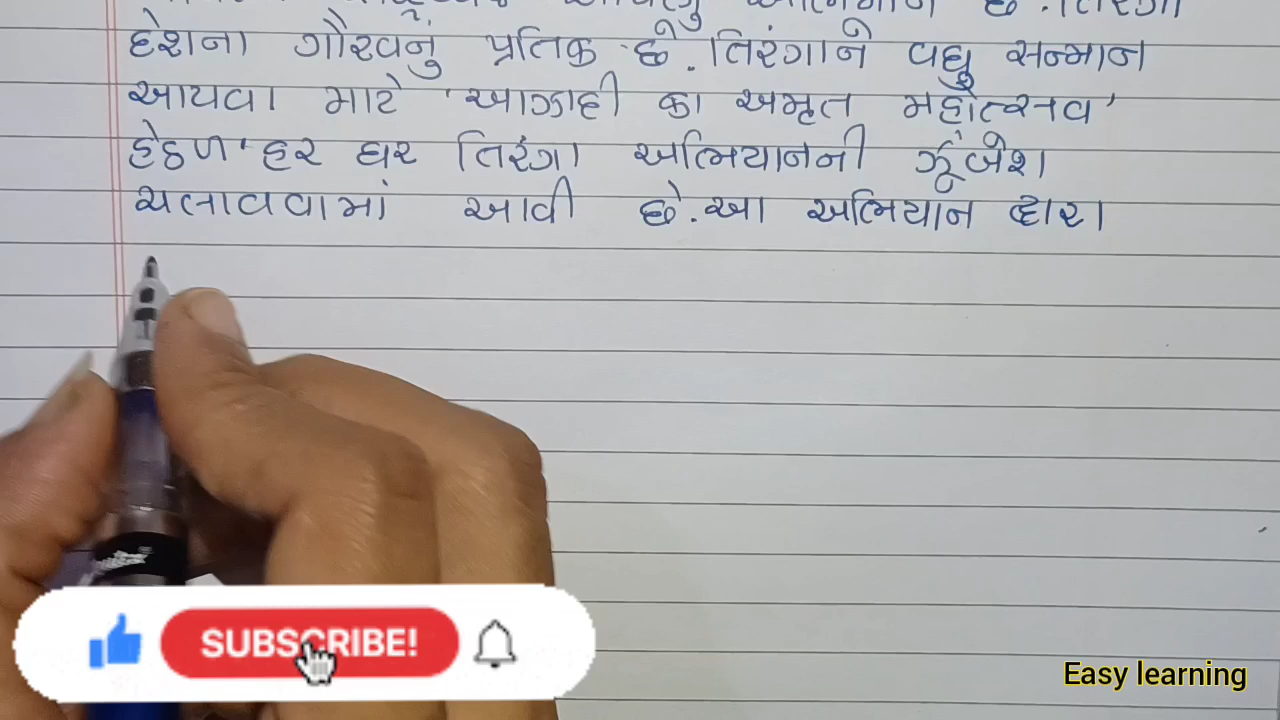 છે. તિરંગા
દેશના ગૌરવનું પ્રતિક છે. તિરંગાને વધુ સન્માન
આપવા માટે 'આઝાદી કા અમૃત મહોત્સવ'
હેઠળ 'હર ઘર તિરંગા અભિયાનની ઝુંબેશ
ચલાવવામાં આવી છે. આ અભિયાન દ્વારા
SUBSCRIBE!
Easy learning